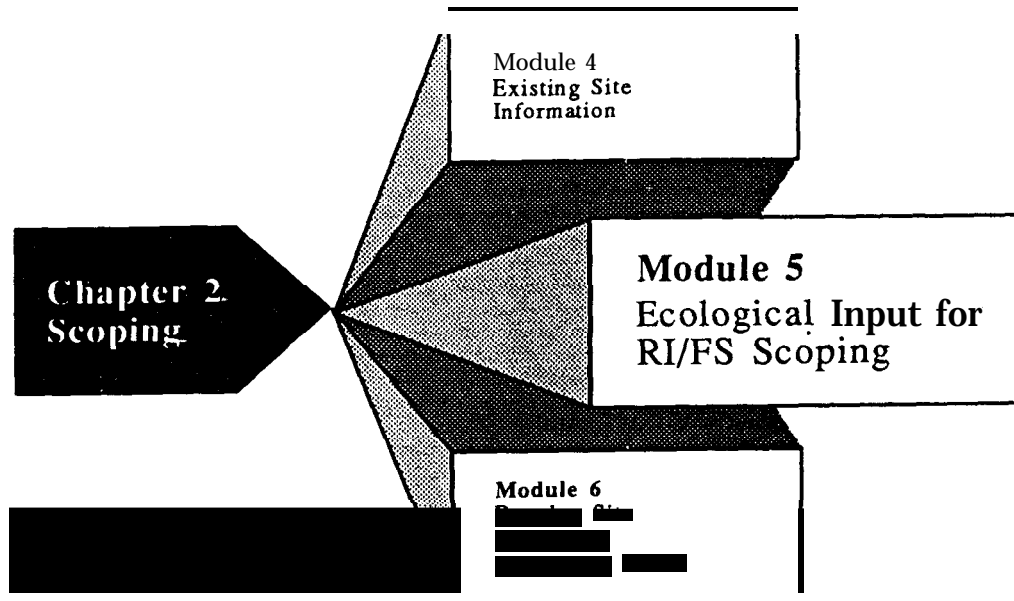 Module 4
Existing Site
Information
Chapter 2.
Scoping
Module 5
Ecological Input for
RI/FS Scoping
Module 6